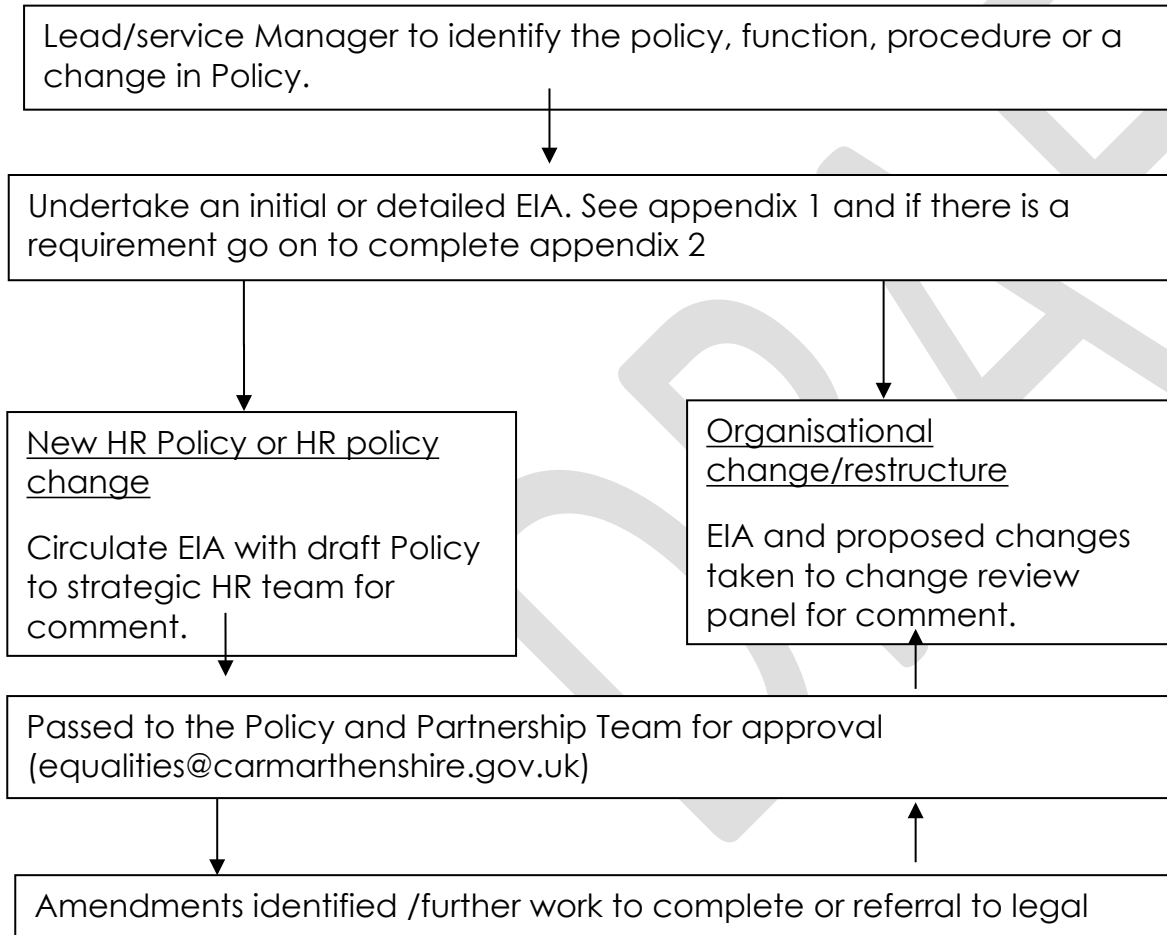 Lead/service Manager to identify the policy, function, procedure or a
change in Policy.
Undertake an initial or detailed EIA. See appendix 1 and if there is a
requirement go on to complete appendix 2
New HR Policy or HR policy
change
Circulate EIA with draft Policy
to strategic HR team for
comment.
Organisational
change/restructure
EIA and proposed changes
taken to change review
panel for comment.
Passed to the Policy and Partnership Team for approval
(equalities@carmarthenshire.gov.uk)
Amendments identified /further work to complete or referral to legal